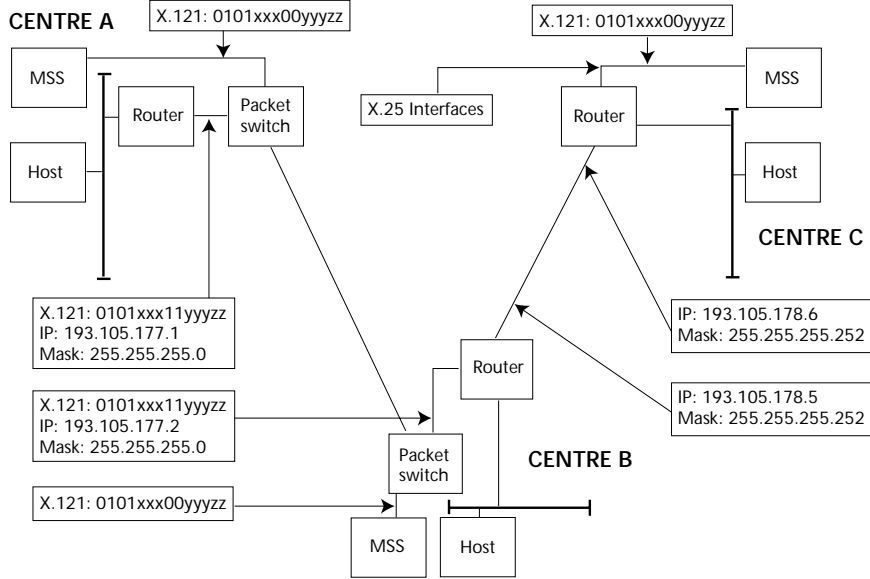 CENTRE A
X.121: 0101xxx00yyyzz
X.121: 0101xxx00yyyzz
MSS
MSS
Router
Packet
switch
X.25 Interfaces
Router
Host
Host
CENTRE C
X.121: 0101xxx11yyyzz
IP: 193.105.177.1
Mask: 255.255.255.0
IP: 193.105.178.6
Mask: 255.255.255.252
Router
X.121: 0101xxx11yyyzz
IP: 193.105.177.2
Mask: 255.255.255.0
IP: 193.105.178.5
Mask: 255.255.255.252
Packet
switch
CENTRE B
X.121: 0101xxx00yyyzz
MSS
Host